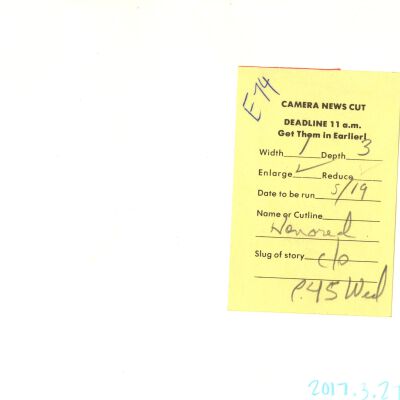 E74
CAMERA NEWS CUT
DEADLINE 11 a.m.
Get Them in Earlier!
Width 1 Depth 3
Enlarge ✓ Reduce
Date to be run 5/19
Name or Cutline
Honored
Slug of story c/o
P.45 Wed
2017.3.21